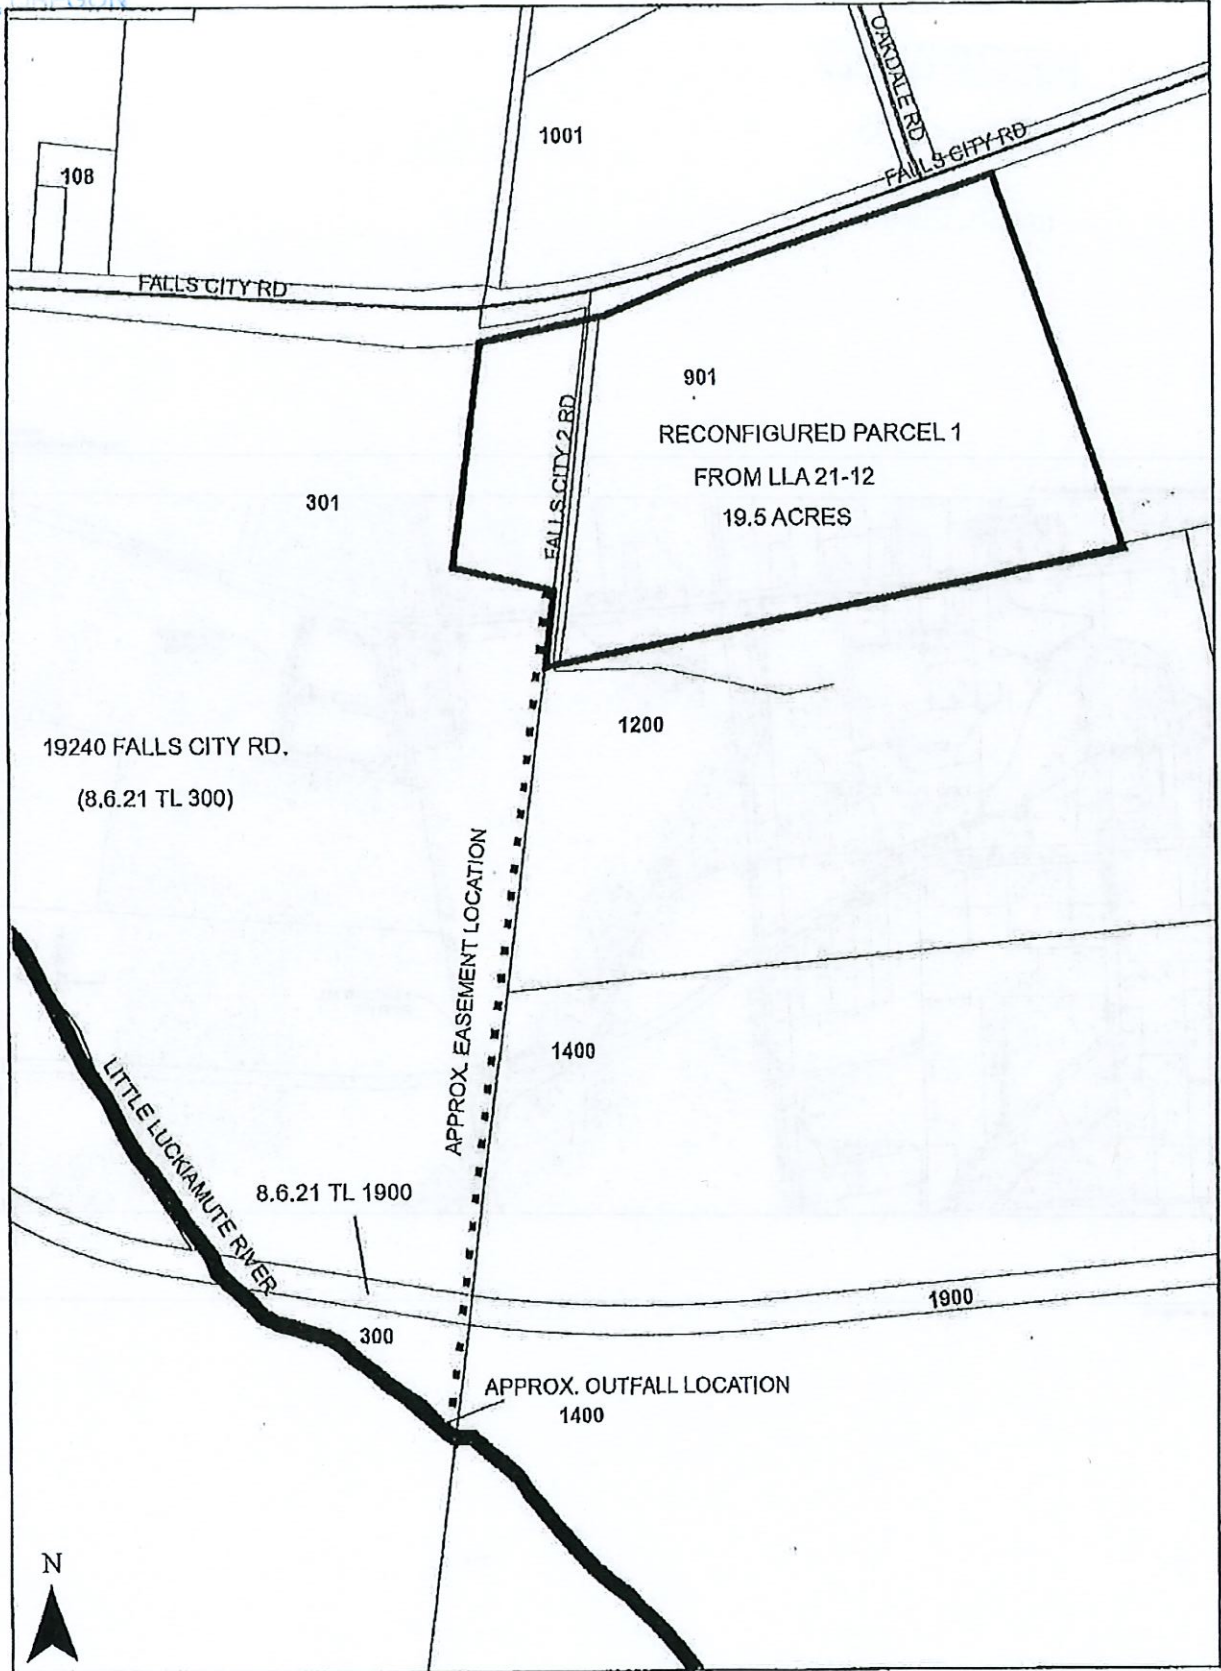 OREGON
OAKDALE RD
1001
FALLS CITY RD
108
FALLS CITY RD
901
FALLS CITY 2 RD
RECONFIGURED PARCEL 1
FROM LLA 21-12
19.5 ACRES
301
1200
19240 FALLS CITY RD.
(8.6.21 TL 300)
APPROX. EASEMENT LOCATION
1400
LITTLE LUCKIAMUTE RIVER
8.6.21 TL 1900
1900
300
APPROX. OUTFALL LOCATION
1400
N